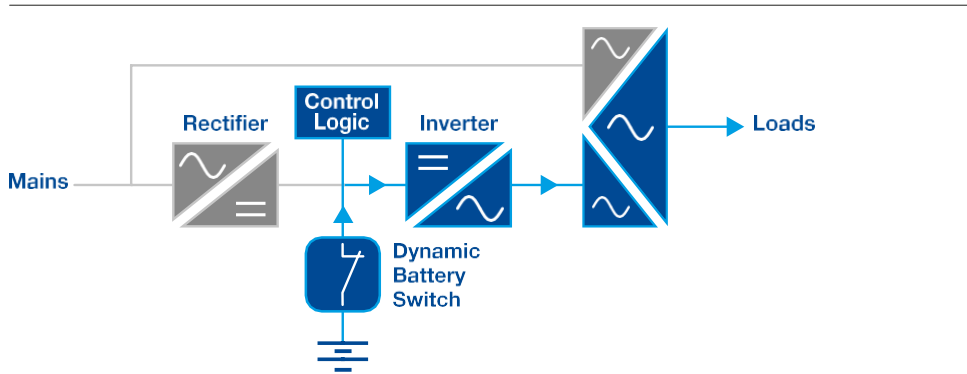 Control
Logic
Rectifier
Inverter
Loads
Mains
Dynamic
Battery
Switch